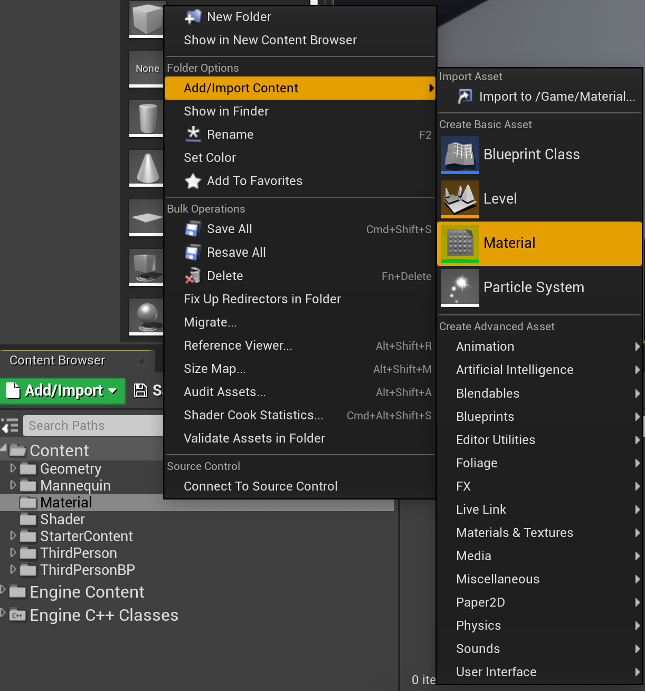 New Folder
Show in New Content Browser
Folder Options
Add/Import Content
Show in Finder
Rename F2
Set Color
Add To Favorites
Bulk Operations
Save All Cmd+Shift+S
Resave All
Delete Fn+Delete
Fix Up Redirectors in Folder
Migrate...
Reference Viewer... Alt+Shift+R
Size Map... Alt+Shift+M
Audit Assets... Alt+Shift+A
Shader Cook Statistics... Cmd+Alt+Shift+S
Validate Assets in Folder
Source Control
Connect To Source Control
Import Asset
Import to /Game/Material...
Create Basic Asset
Blueprint Class
Level
Material
Particle System
Create Advanced Asset
Animation
Artificial Intelligence
Blendables
Blueprints
Editor Utilities
Foliage
FX
Live Link
Materials & Textures
Media
Miscellaneous
Paper2D
Physics
Sounds
User Interface
None
Content Browser
Add/Import S
Search Paths
Content
Geometry
Mannequin
Material
Shader
StarterContent
ThirdPerson
ThirdPersonBP
Engine Content
C++ Engine C++ Classes
0 ite